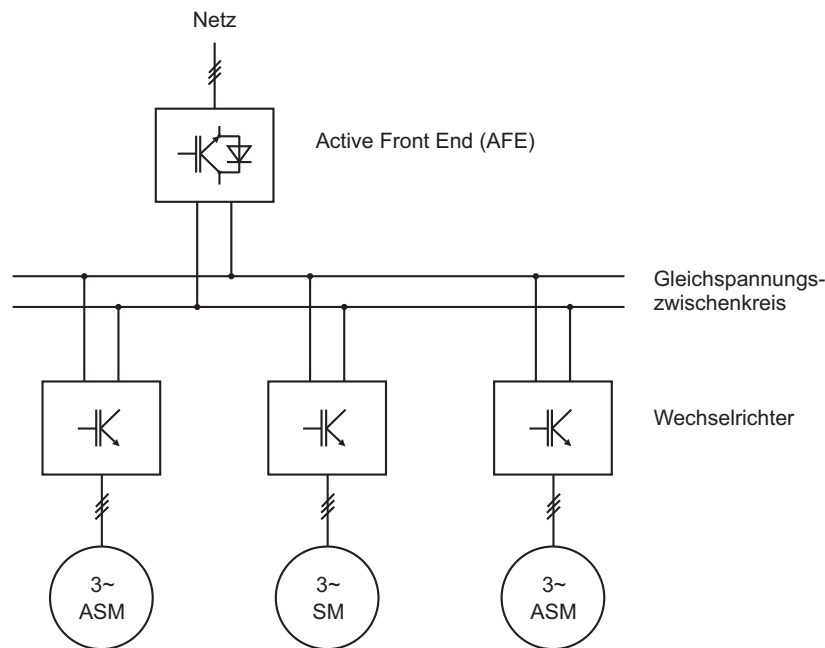 Netz
Active Front End (AFE)
Gleichspannungs-
zwischenkreis
Wechselrichter
3~
ASM
3~
SM
3~
ASM